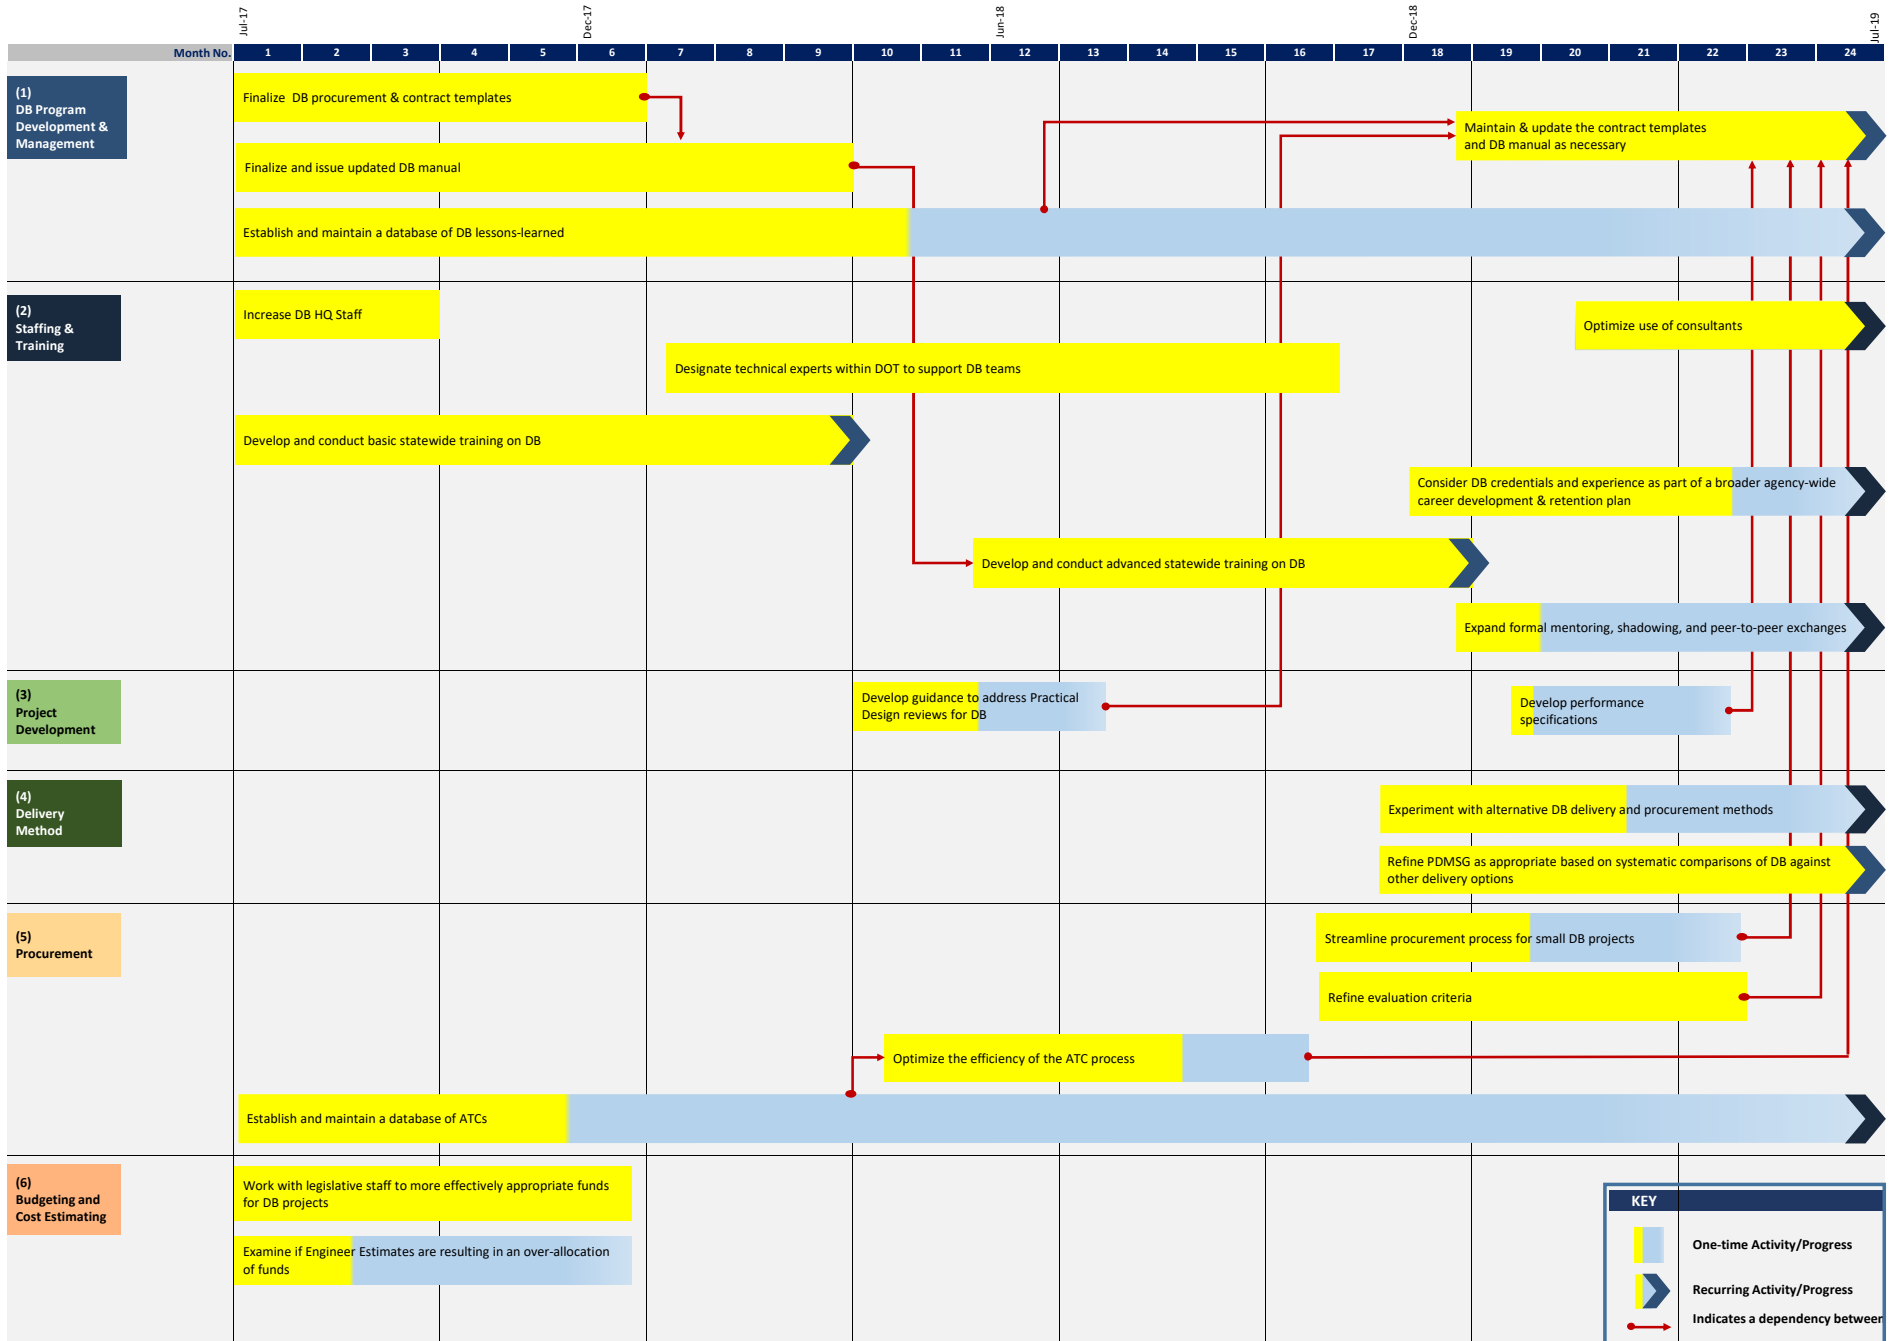 Jul-17
Dec-17
Jun-18
Dec-18
Jul-19
Month No. 1 2 3 4 5 6 7 8 9 10 11 12 13 14 15 16 17 18 19 20 21 22 23 24
(1)
DB Program
Development &
Management
Finalize DB procurement & contract templates
Maintain & update the contract templates
and DB manual as necessary
Finalize and issue updated DB manual
Establish and maintain a database of DB lessons-learned
(2)
Staffing &
Training
Increase DB HQ Staff
Optimize use of consultants
Designate technical experts within DOT to support DB teams
Develop and conduct basic statewide training on DB
Consider DB credentials and experience as part of a broader agency-wide
career development & retention plan
Develop and conduct advanced statewide training on DB
Expand formal mentoring, shadowing, and peer-to-peer exchanges
(3)
Project
Development
Develop guidance to address Practical
Design reviews for DB
Develop performance
specifications
(4)
Delivery
Method
Experiment with alternative DB delivery and procurement methods
Refine PDMSG as appropriate based on systematic comparisons of DB against
other delivery options
(5)
Procurement
Streamline procurement process for small DB projects
Refine evaluation criteria
Optimize the efficiency of the ATC process
Establish and maintain a database of ATCs
(6)
Budgeting and
Cost Estimating
Work with legislative staff to more effectively appropriate funds
for DB projects
Examine if Engineer Estimates are resulting in an over-allocation
of funds
KEY
One-time Activity/Progress
Recurring Activity/Progress
Indicates a dependency between